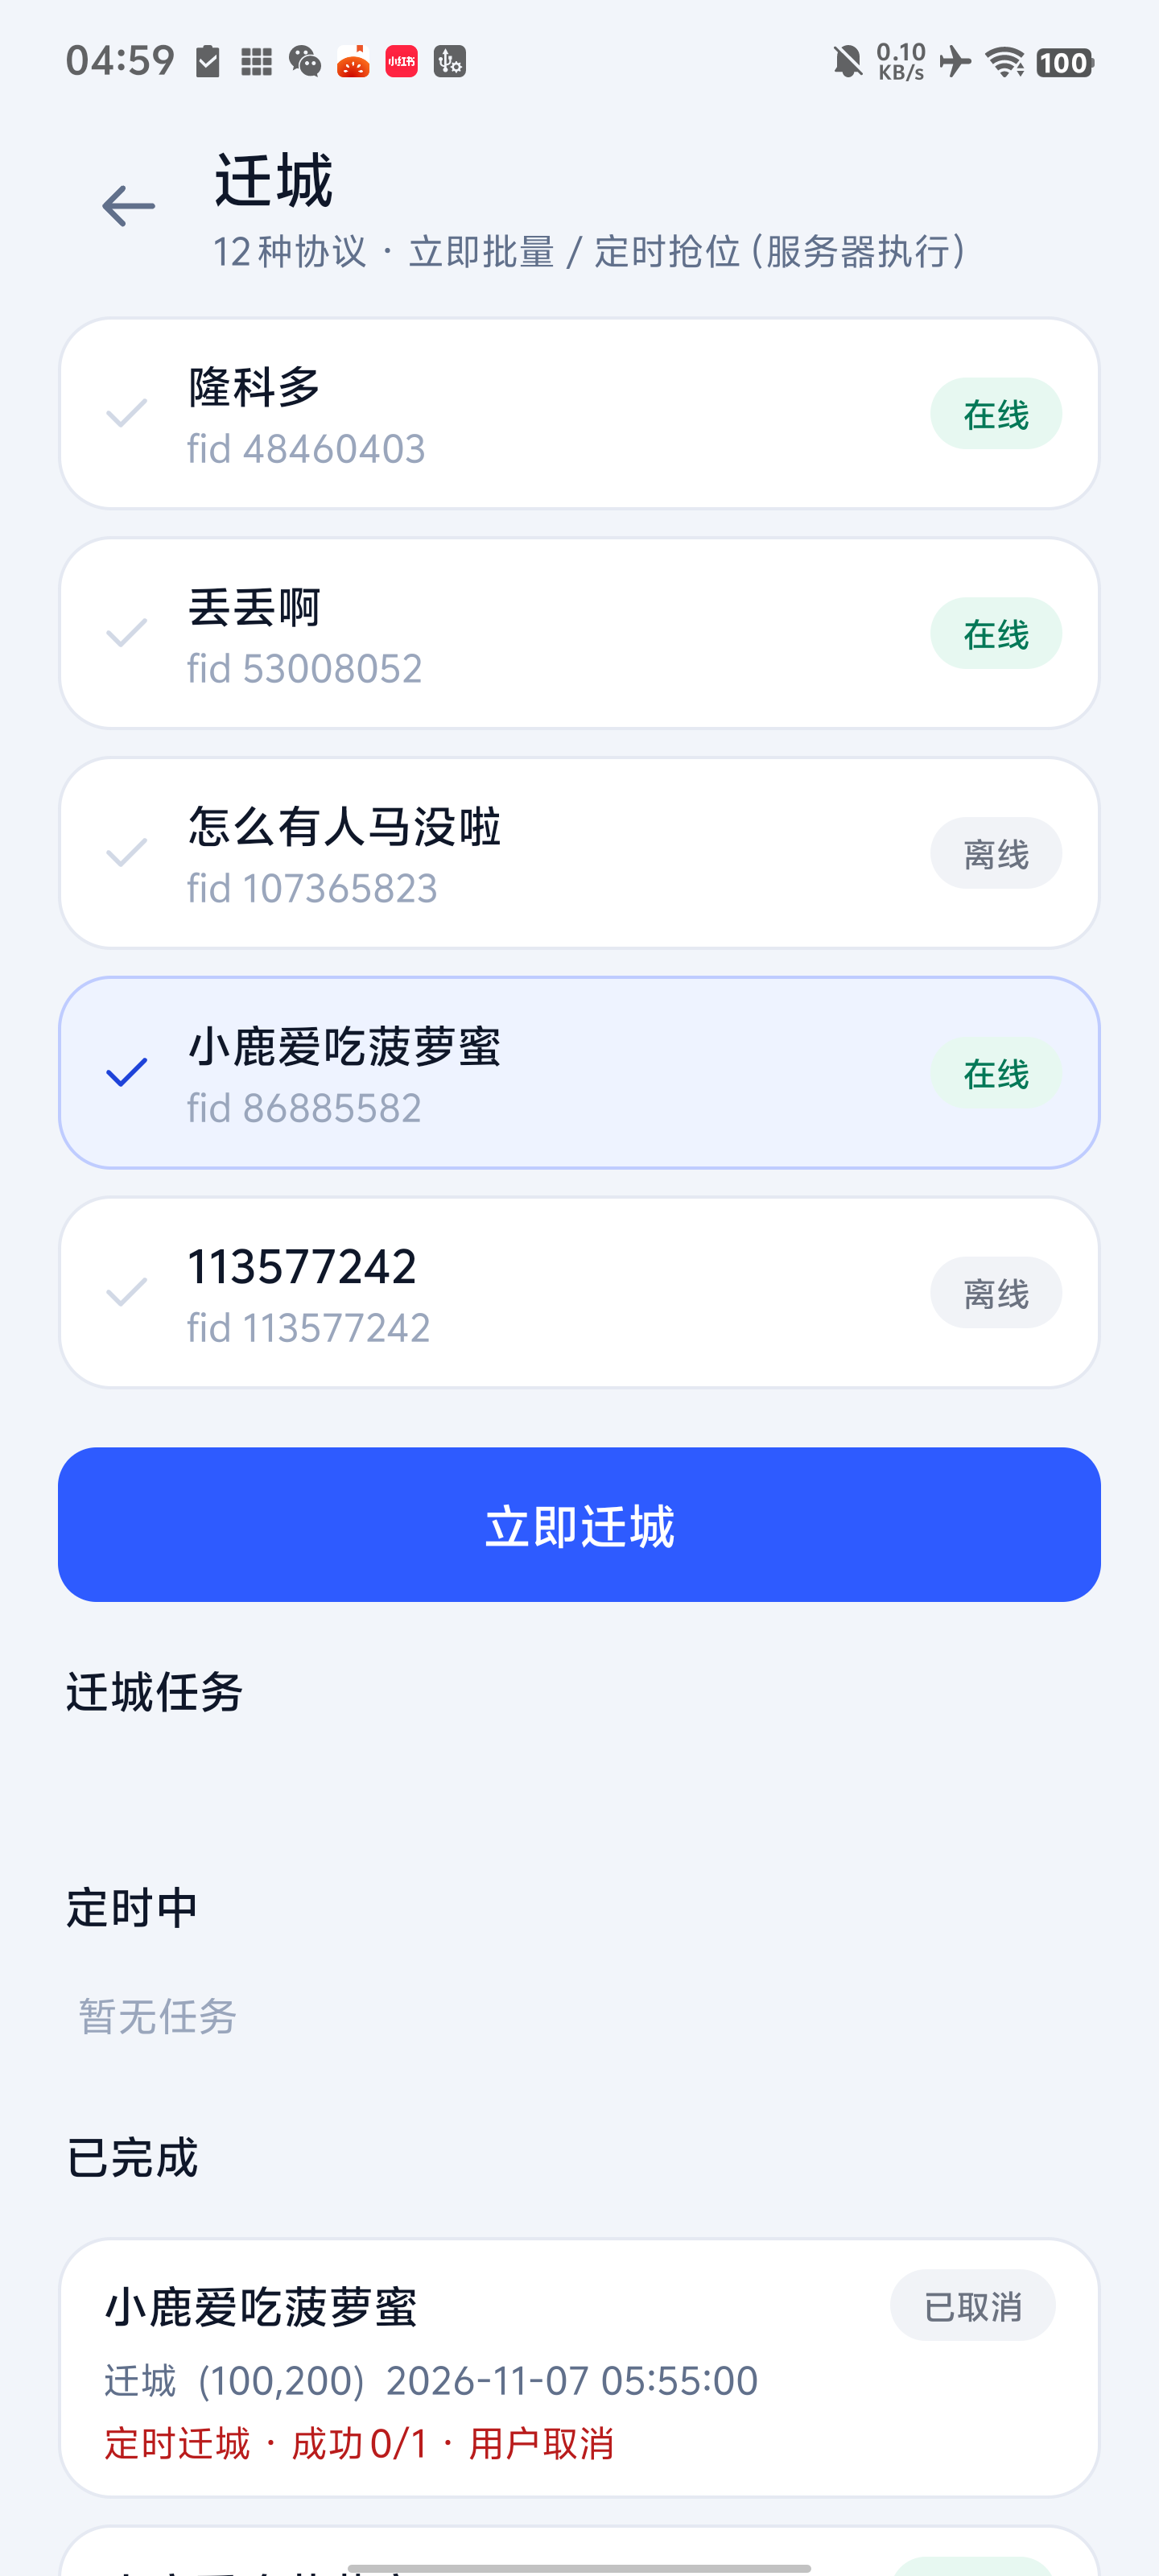 04:59
小红书
0.10 KB/s
100
迁城
12种协议 · 立即批量 / 定时抢位(服务器执行)
隆科多
fid 48460403
在线
丢丢啊
fid 53008052
在线
怎么有人马没啦
fid 107365823
离线
小鹿爱吃菠萝蜜
fid 86885582
在线
113577242
fid 113577242
离线
立即迁城
迁城任务
定时中
暂无任务
已完成
小鹿爱吃菠萝蜜
已取消
迁城 (100,200) 2026-11-07 05:55:00
定时迁城 · 成功0/1 · 用户取消